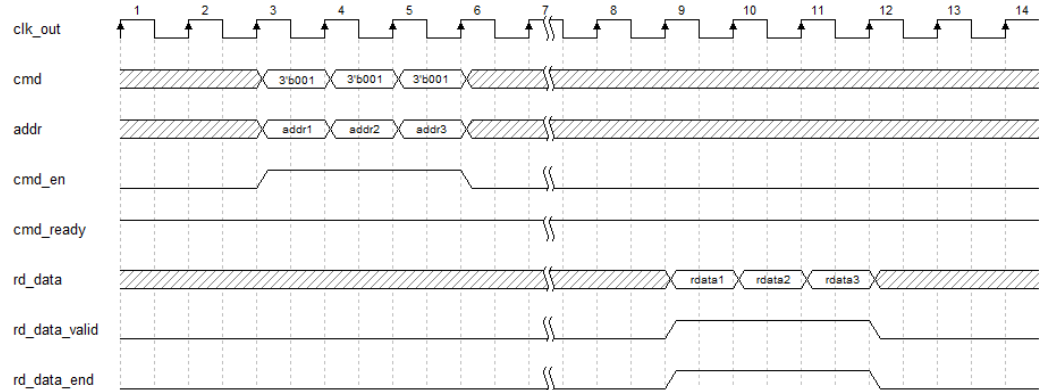 1 2 3 4 5 6 7 8 9 10 11 12 13 14
clk_out
cmd 3'b001 3'b001 3'b001
addr addr1 addr2 addr3
cmd_en
cmd_ready
rd_data rdata1 rdata2 rdata3
rd_data_valid
rd_data_end